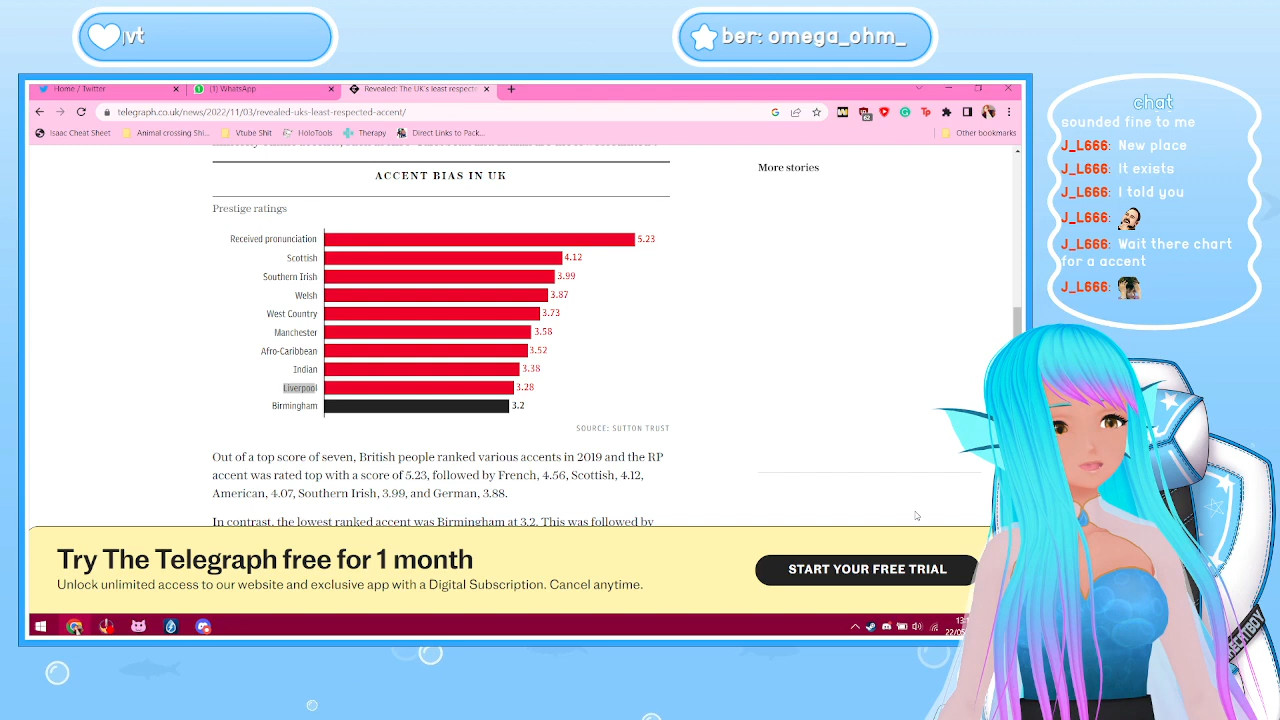 vt
ber: omega_ohm_
Home / Twitter
(1) WhatsApp
Revealed: The UK's least respecte
telegraph.co.uk/news/2022/11/03/revealed-uks-least-respected-accent/
Isaac Cheat Sheet
Animal crossing Shi...
Vtube Shit
HoloTools
Therapy
Direct Links to Pack...
Other bookmarks
ACCENT BIAS IN UK
Prestige ratings
Received pronunciation 5.23
Scottish 4.12
Southern Irish 3.99
Welsh 3.87
West Country 3.73
Manchester 3.58
Afro-Caribbean 3.52
Indian 3.38
Liverpool 3.28
Birmingham 3.2
SOURCE: SUTTON TRUST
Out of a top score of seven, British people ranked various accents in 2019 and the RP
accent was rated top with a score of 5.23, followed by French, 4.56, Scottish, 4.12,
American, 4.07, Southern Irish, 3.99, and German, 3.88.
In contrast, the lowest ranked accent was Birmingham at 3.2. This was followed by
More stories
Try The Telegraph free for 1 month
Unlock unlimited access to our website and exclusive app with a Digital Subscription. Cancel anytime.
START YOUR FREE TRIAL
chat
sounded fine to me
J_L666: New place
J_L666: It exists
J_L666: I told you
J_L666:
J_L666: Wait there chart
for a accent
J_L666: